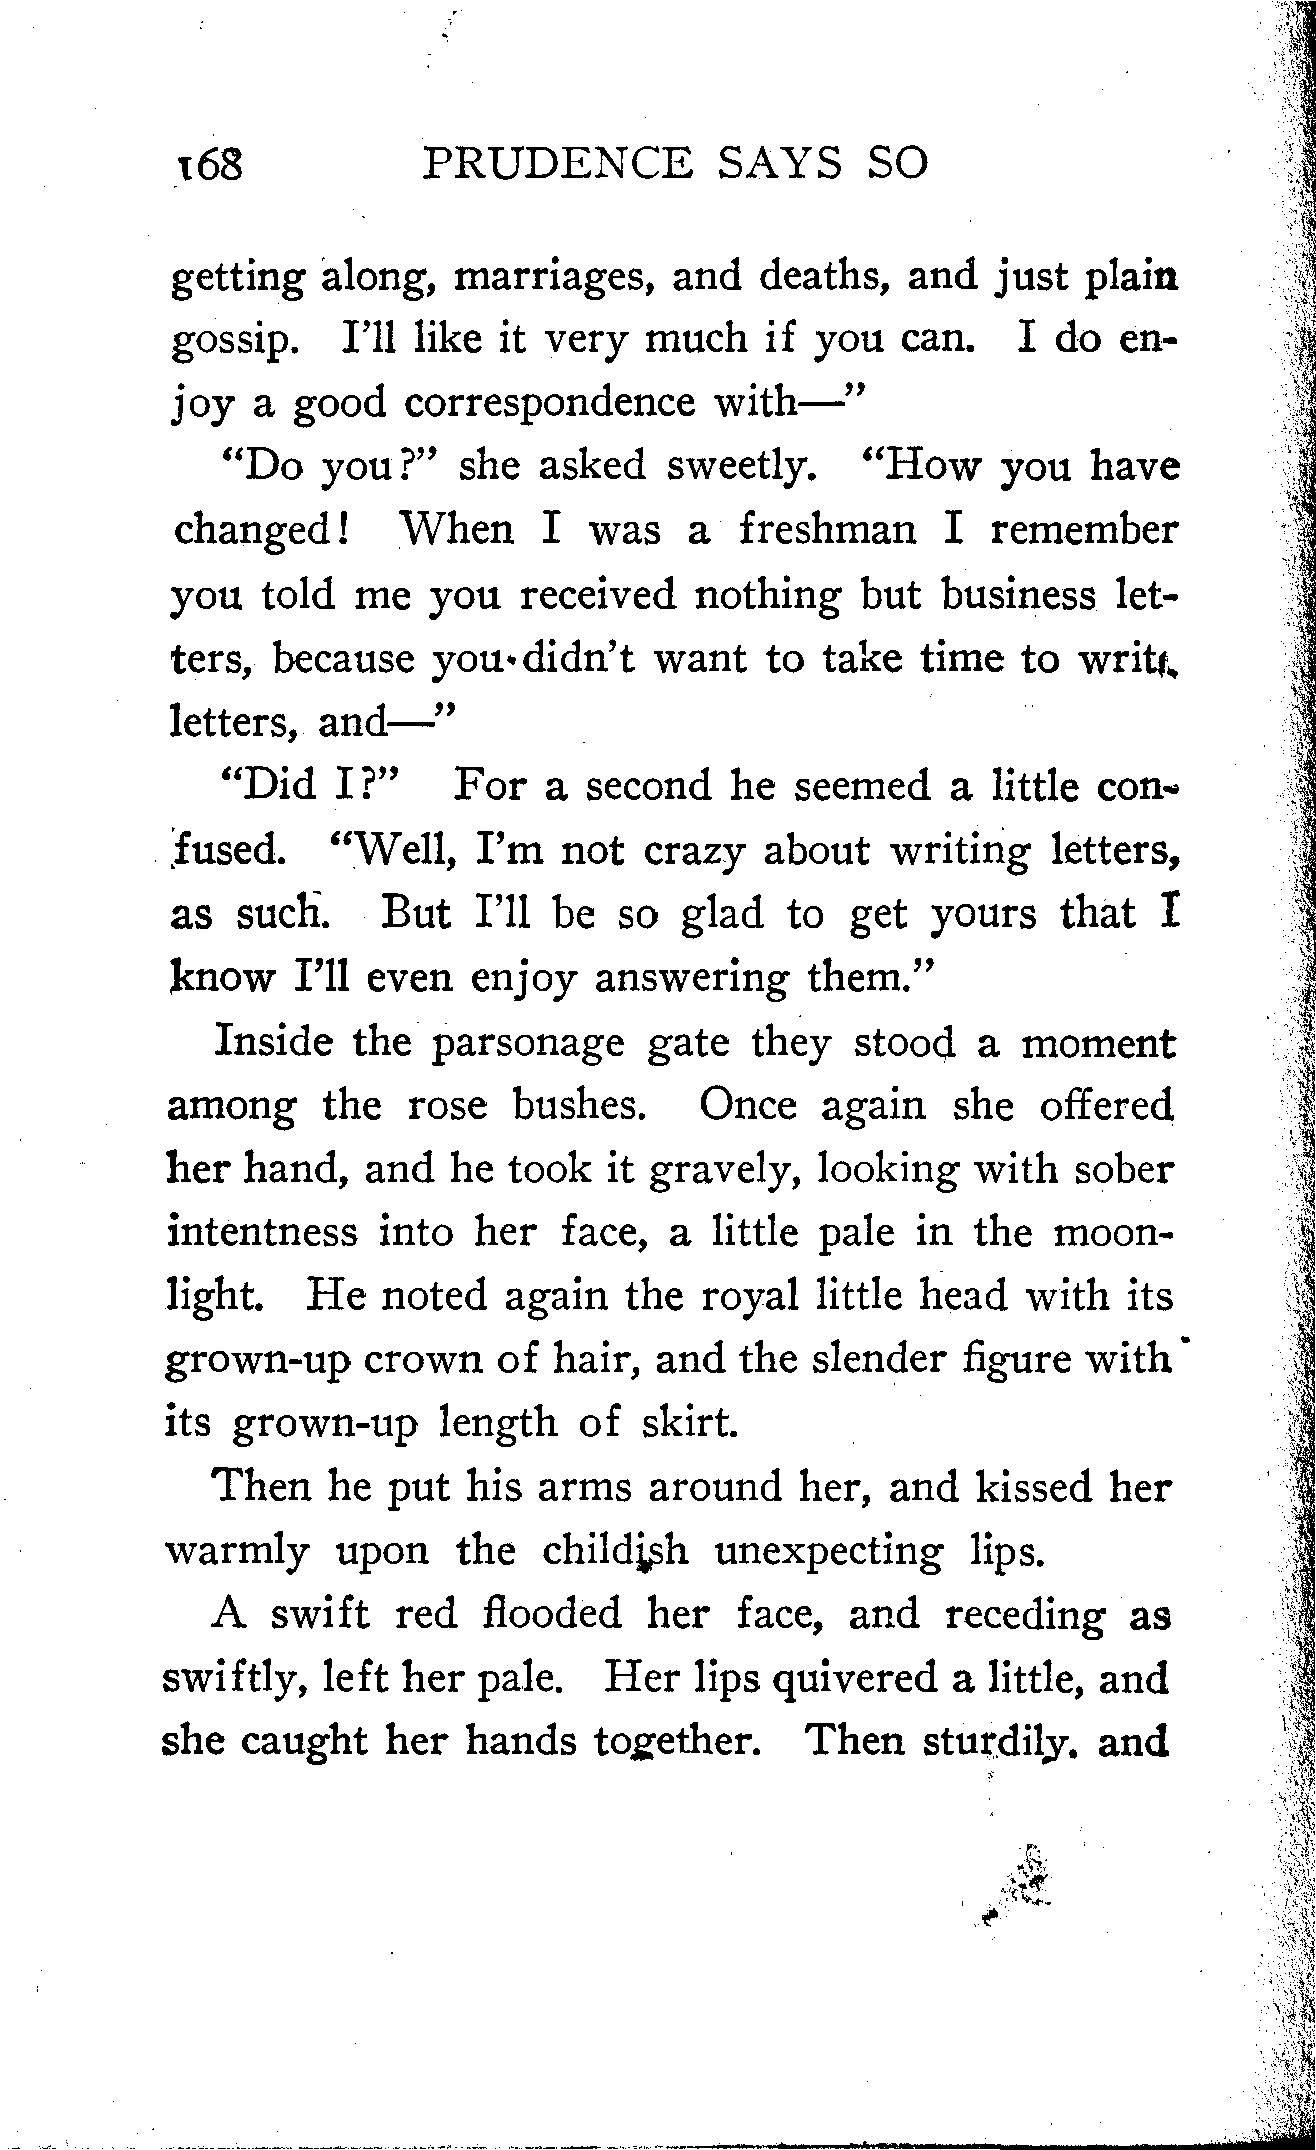 168 PRUDENCE SAYS SO
getting along, marriages, and deaths, and just plain
gossip. I'll like it very much if you can. I do en-
joy a good correspondence with—"
"Do you?" she asked sweetly. "How you have
changed! When I was a freshman I remember
you told me you received nothing but business let-
ters, because you didn't want to take time to write
letters, and—"
"Did I?" For a second he seemed a little con-
fused. "Well, I'm not crazy about writing letters,
as such. But I'll be so glad to get yours that I
know I'll even enjoy answering them."
Inside the parsonage gate they stood a moment
among the rose bushes. Once again she offered
her hand, and he took it gravely, looking with sober
intentness into her face, a little pale in the moon-
light. He noted again the royal little head with its
grown-up crown of hair, and the slender figure with
its grown-up length of skirt.
Then he put his arms around her, and kissed her
warmly upon the childish unexpecting lips.
A swift red flooded her face, and receding as
swiftly, left her pale. Her lips quivered a little, and
she caught her hands together. Then sturdily, and